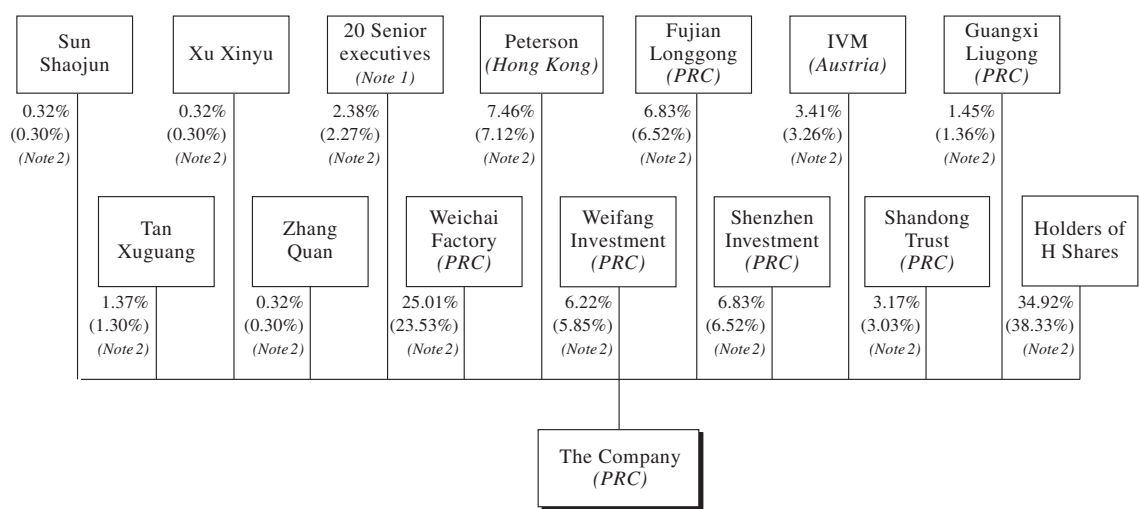 Sun
Shaojun
Xu Xinyu
20 Senior
executives
(Note 1)
Peterson
(Hong Kong)
Fujian
Longgong
(PRC)
IVM
(Austria)
Guangxi
Liugong
(PRC)
0.32%
(0.30%)
(Note 2)
0.32%
(0.30%)
(Note 2)
2.38%
(2.27%)
(Note 2)
7.46%
(7.12%)
(Note 2)
6.83%
(6.52%)
(Note 2)
3.41%
(3.26%)
(Note 2)
1.45%
(1.36%)
(Note 2)
Tan
Xuguang
Zhang
Quan
Weichai
Factory
(PRC)
Weifang
Investment
(PRC)
Shenzhen
Investment
(PRC)
Shandong
Trust
(PRC)
Holders of
H Shares
1.37%
(1.30%)
(Note 2)
0.32%
(0.30%)
(Note 2)
25.01%
(23.53%)
(Note 2)
6.22%
(5.85%)
(Note 2)
6.83%
(6.52%)
(Note 2)
3.17%
(3.03%)
(Note 2)
34.92%
(38.33%)
(Note 2)
The Company
(PRC)